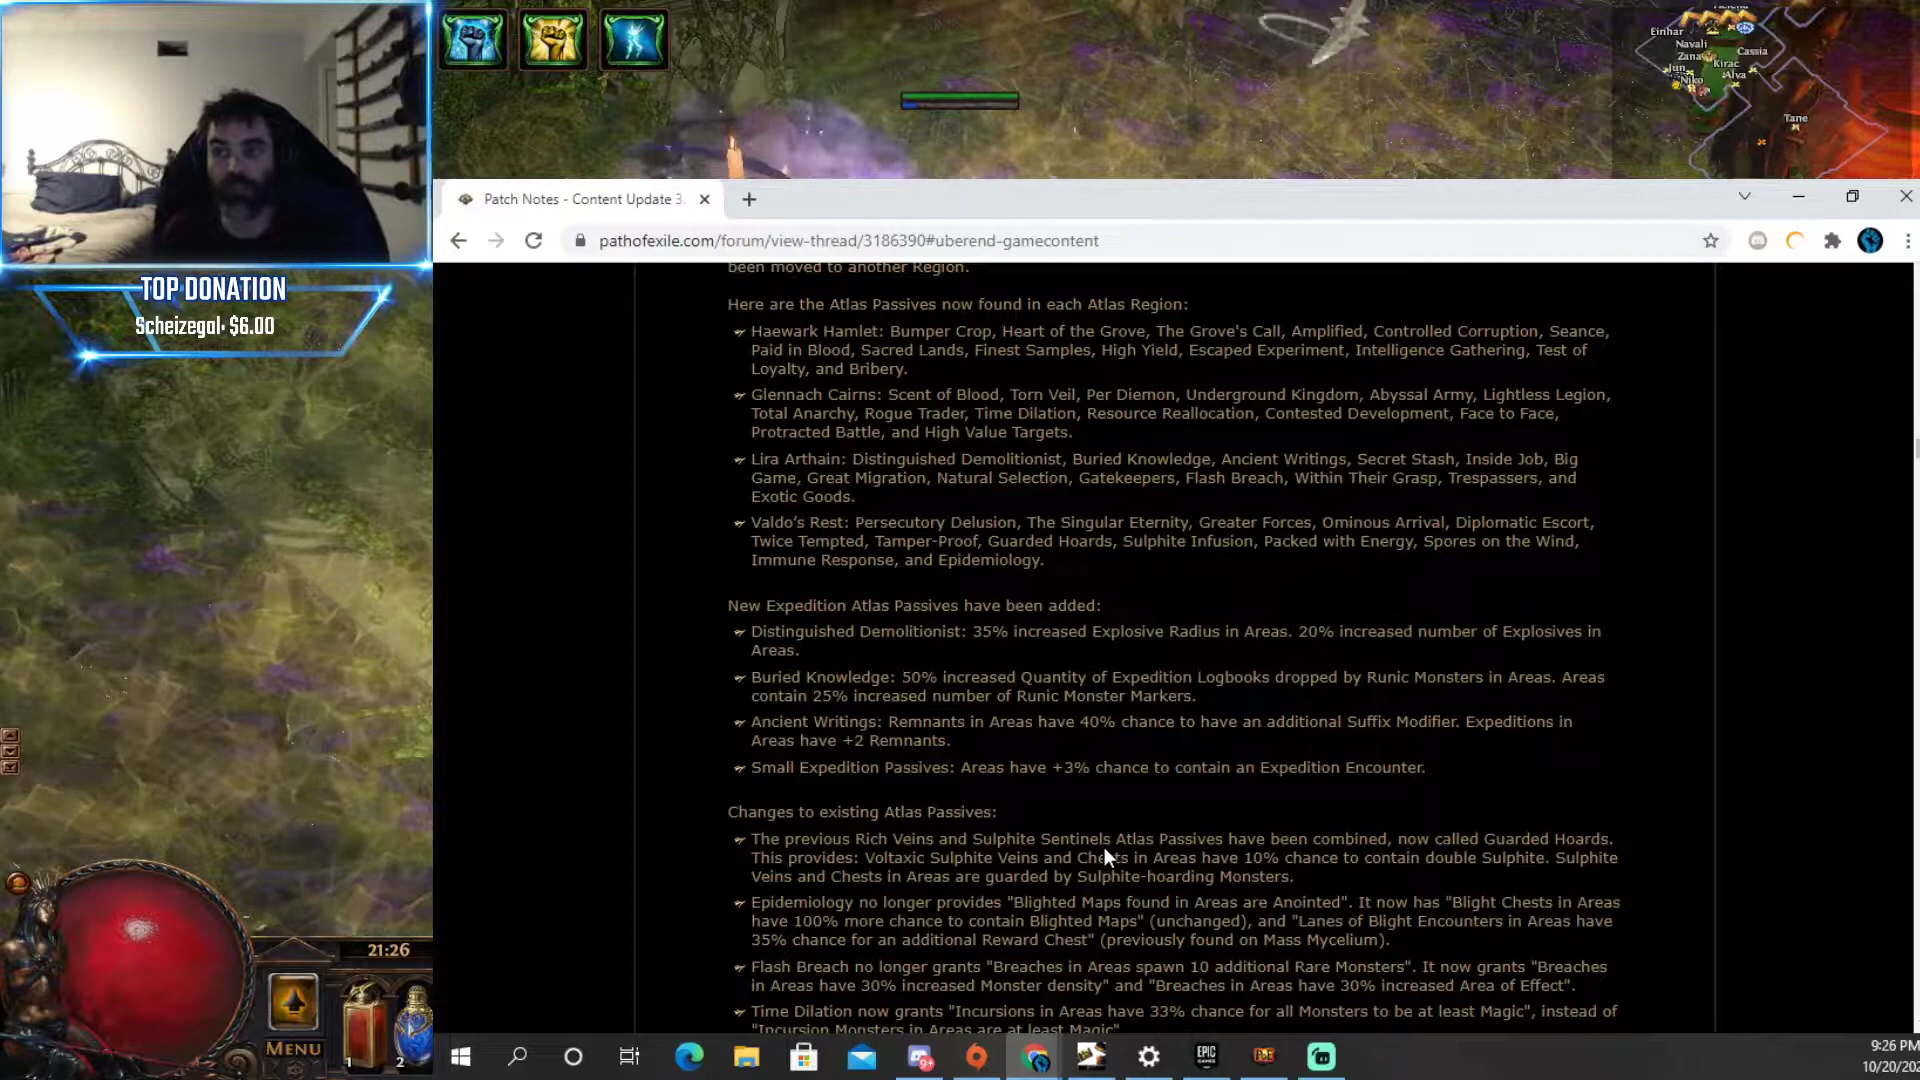 Einhar
Navali
Cassia
Zana
Kirac
Jun
Alva
Niko
Tane
Patch Notes - Content Update 3.
pathofexile.com/forum/view-thread/3186390#uberend-gamecontent
TOP DONATION
Scheizegal: $6.00
been moved to another Region.
Here are the Atlas Passives now found in each Atlas Region:
Haewark Hamlet: Bumper Crop, Heart of the Grove, The Grove's Call, Amplified, Controlled Corruption, Seance,
Paid in Blood, Sacred Lands, Finest Samples, High Yield, Escaped Experiment, Intelligence Gathering, Test of
Loyalty, and Bribery.
Glennach Cairns: Scent of Blood, Torn Veil, Per Diemon, Underground Kingdom, Abyssal Army, Lightless Legion,
Total Anarchy, Rogue Trader, Time Dilation, Resource Reallocation, Contested Development, Face to Face,
Protracted Battle, and High Value Targets.
Lira Arthain: Distinguished Demolitionist, Buried Knowledge, Ancient Writings, Secret Stash, Inside Job, Big
Game, Great Migration, Natural Selection, Gatekeepers, Flash Breach, Within Their Grasp, Trespassers, and
Exotic Goods.
Valdo's Rest: Persecutory Delusion, The Singular Eternity, Greater Forces, Ominous Arrival, Diplomatic Escort,
Twice Tempted, Tamper-Proof, Guarded Hoards, Sulphite Infusion, Packed with Energy, Spores on the Wind,
Immune Response, and Epidemiology.
New Expedition Atlas Passives have been added:
Distinguished Demolitionist: 35% increased Explosive Radius in Areas. 20% increased number of Explosives in
Areas.
Buried Knowledge: 50% increased Quantity of Expedition Logbooks dropped by Runic Monsters in Areas. Areas
contain 25% increased number of Runic Monster Markers.
Ancient Writings: Remnants in Areas have 40% chance to have an additional Suffix Modifier. Expeditions in
Areas have +2 Remnants.
Small Expedition Passives: Areas have +3% chance to contain an Expedition Encounter.
Changes to existing Atlas Passives:
The previous Rich Veins and Sulphite Sentinels Atlas Passives have been combined, now called Guarded Hoards.
This provides: Voltaxic Sulphite Veins and Chests in Areas have 10% chance to contain double Sulphite. Sulphite
Veins and Chests in Areas are guarded by Sulphite-hoarding Monsters.
Epidemiology no longer provides "Blighted Maps found in Areas are Anointed". It now has "Blight Chests in Areas
have 100% more chance to contain Blighted Maps" (unchanged), and "Lanes of Blight Encounters in Areas have
35% chance for an additional Reward Chest" (previously found on Mass Mycelium).
Flash Breach no longer grants "Breaches in Areas spawn 10 additional Rare Monsters". It now grants "Breaches
in Areas have 30% increased Monster density" and "Breaches in Areas have 30% increased Area of Effect".
Time Dilation now grants "Incursions in Areas have 33% chance for all Monsters to be at least Magic", instead of
"Incursion Monsters in Areas are at least Magic"
21:26
MENU
1
2
9+
EPIC
9:26 PM
10/20/202